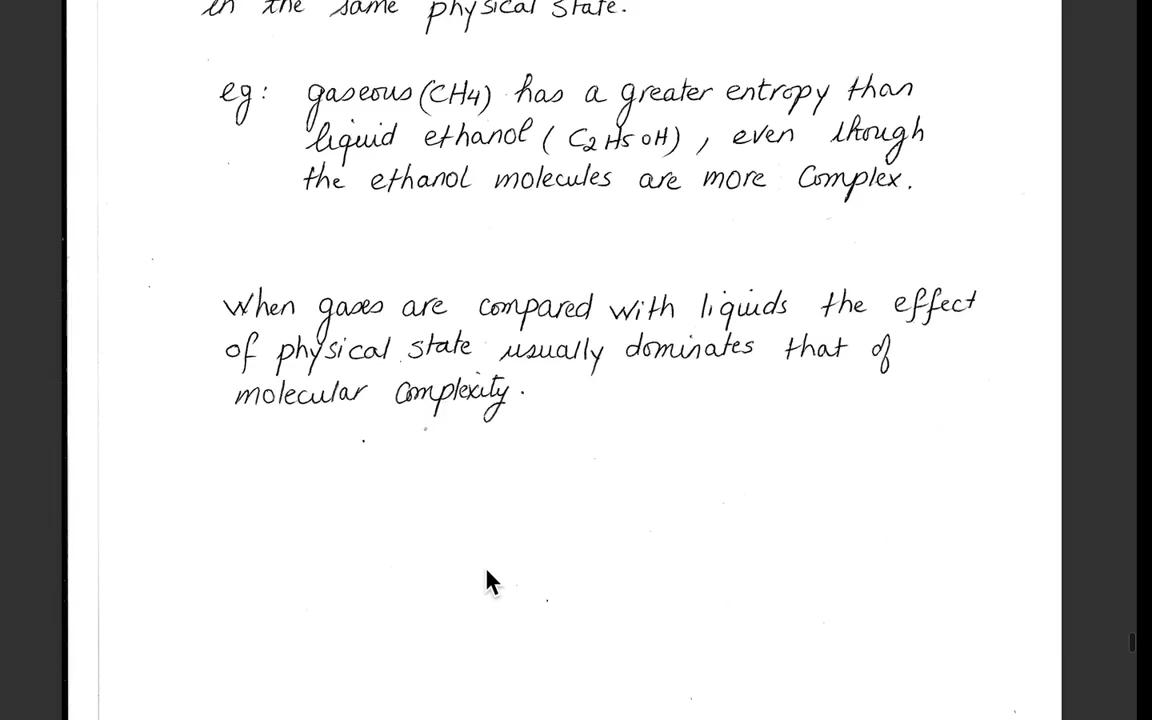 in the same physical state.
eg: gaseous (CH4) has a greater entropy than
liquid ethanol (C2H5OH), even though
the ethanol molecules are more complex.
When gases are compared with liquids the effect
of physical state usually dominates that of
molecular complexity.